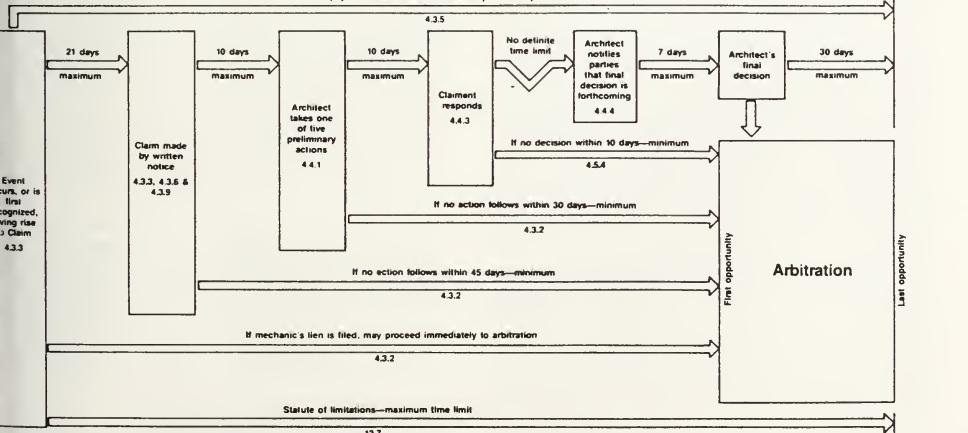 4.3.5
21 days
maximum
10 days
maximum
10 days
maximum
No definite
time limit
7 days
maximum
30 days
maximum
Event
first
4.3.3
Claim made
by written
notice
4.3.3, 4.3.6 &
4.3.9
Architect
takes one
of five
preliminary
actions
4.4.1
Claiment
responds
4.4.3
Architect
notifies
parties
that final
decision is
forthcoming
4.4.4
Architect's
final
decision
If no decision within 10 days—minimum
4.5.4
If no action follows within 30 days—minimum
4.3.2
If no action follows within 45 days—minimum
4.3.2
If mechanic's lien is filed, may proceed immediately to arbitration
4.3.2
First opportunity
Arbitration
Last opportunity
Statute of limitations—maximum time limit